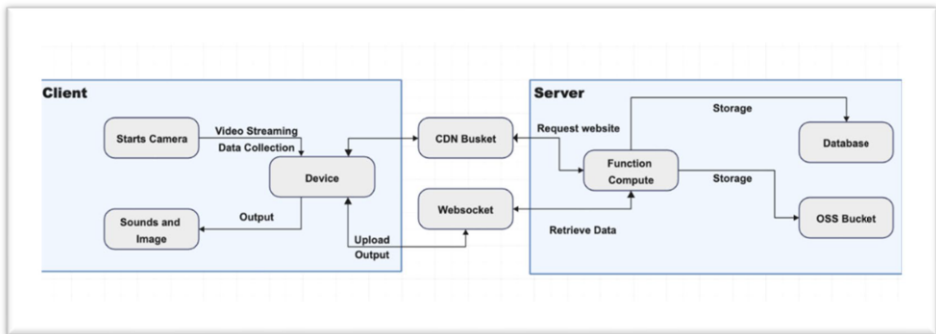 Client
Server
Starts Camera
Video Streaming
Data Collection
Device
Sounds and
Image
Output
Upload
Output
CDN Busket
Websocket
Request website
Function
Compute
Retrieve Data
Storage
Database
Storage
OSS Bucket